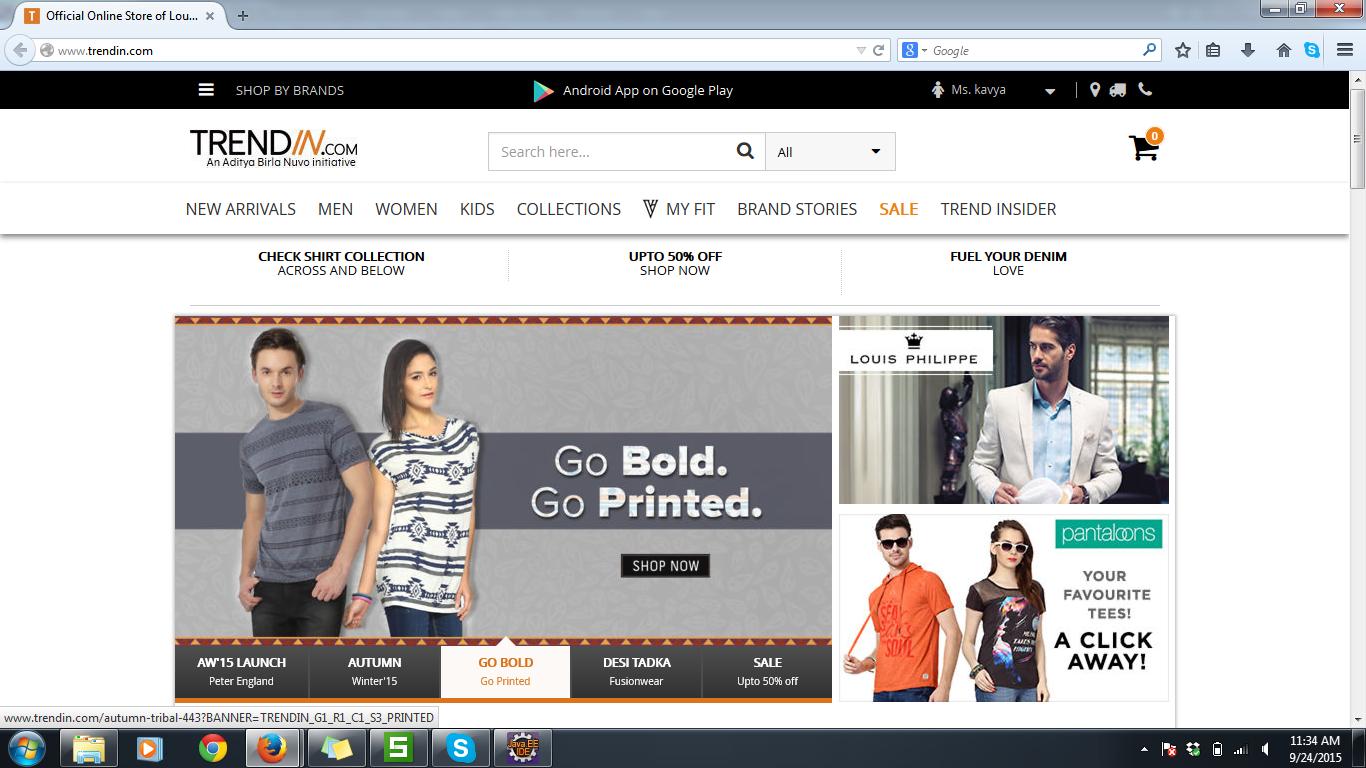 T Official Online Store of Lou...
www.trendin.com
Google
SHOP BY BRANDS
Android App on Google Play
Ms. kavya
TRENDIN.COM
An Aditya Birla Nuvo initiative
Search here...
All
0
NEW ARRIVALS MEN WOMEN KIDS COLLECTIONS MY FIT BRAND STORIES SALE TREND INSIDER
CHECK SHIRT COLLECTION
ACROSS AND BELOW
UPTO 50% OFF
SHOP NOW
FUEL YOUR DENIM
LOVE
Go Bold.
Go Printed.
SHOP NOW
LOUIS PHILIPPE
pantaloons
YOUR
FAVOURITE
TEES!
A CLICK
AWAY!
AW'15 LAUNCH
Peter England
AUTUMN
Winter'15
GO BOLD
Go Printed
DESI TADKA
Fusionwear
SALE
Upto 50% off
www.trendin.com/autumn-tribal-443?BANNER=TRENDIN_G1_R1_C1_S3_PRINTED
Java EE
IDE
11:34 AM
9/24/2015